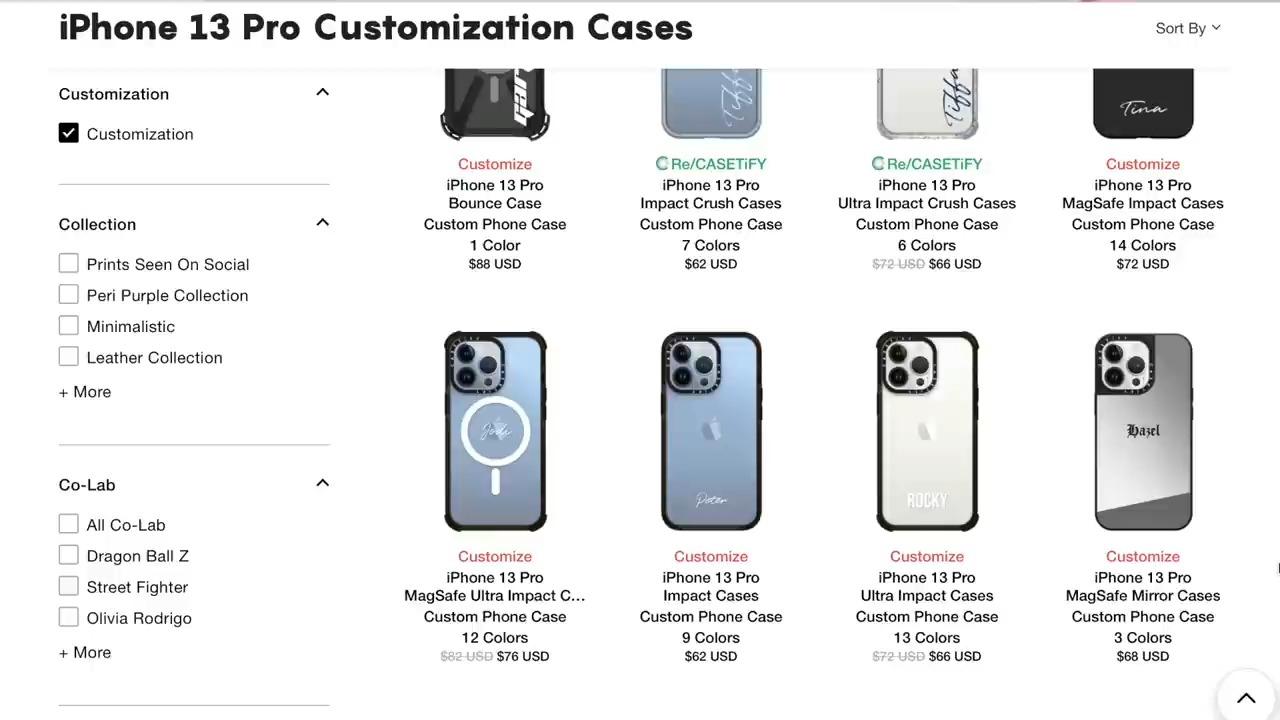 iPhone 13 Pro Customization Cases
Sort By
Customization
Customization
Collection
Prints Seen On Social
Peri Purple Collection
Minimalistic
Leather Collection
+ More
Co-Lab
All Co-Lab
Dragon Ball Z
Street Fighter
Olivia Rodrigo
+ More
Tina
Customize
iPhone 13 Pro
Bounce Case
Custom Phone Case
1 Color
$88 USD
Re/CASETiFY
iPhone 13 Pro
Impact Crush Cases
Custom Phone Case
7 Colors
$62 USD
Re/CASETiFY
iPhone 13 Pro
Ultra Impact Crush Cases
Custom Phone Case
6 Colors
$72 USD $66 USD
Customize
iPhone 13 Pro
MagSafe Impact Cases
Custom Phone Case
14 Colors
$72 USD
Jodi
Customize
iPhone 13 Pro
MagSafe Ultra Impact C...
Custom Phone Case
12 Colors
$82 USD $76 USD
Peter
Customize
iPhone 13 Pro
Impact Cases
Custom Phone Case
9 Colors
$62 USD
ROCKY
Customize
iPhone 13 Pro
Ultra Impact Cases
Custom Phone Case
13 Colors
$72 USD $66 USD
Hazel
Customize
iPhone 13 Pro
MagSafe Mirror Cases
Custom Phone Case
3 Colors
$68 USD